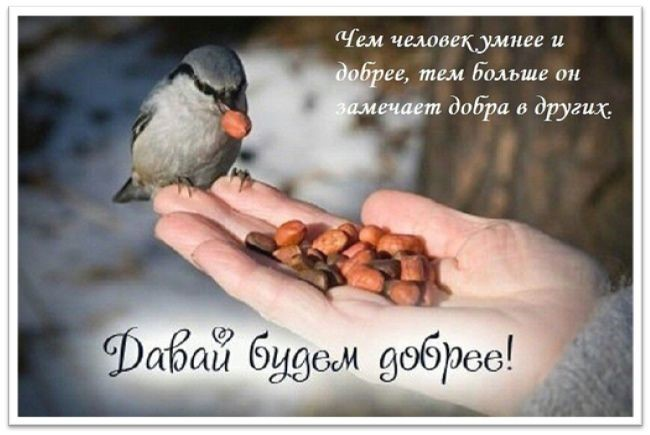 Чем человек умнее и
добрее, тем больше он
замечает добра в других.
Давай будем добрее!